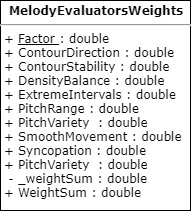 MelodyEvaluatorsWeights
+ Factor : double
+ ContourDirection : double
+ ContourStability : double
+ DensityBalance : double
+ ExtremeIntervals : double
+ PitchRange : double
+ PitchVariety : double
+ SmoothMovement : double
+ Syncopation : double
+ PitchVariety : double
- _weightSum : double
+ WeightSum : double